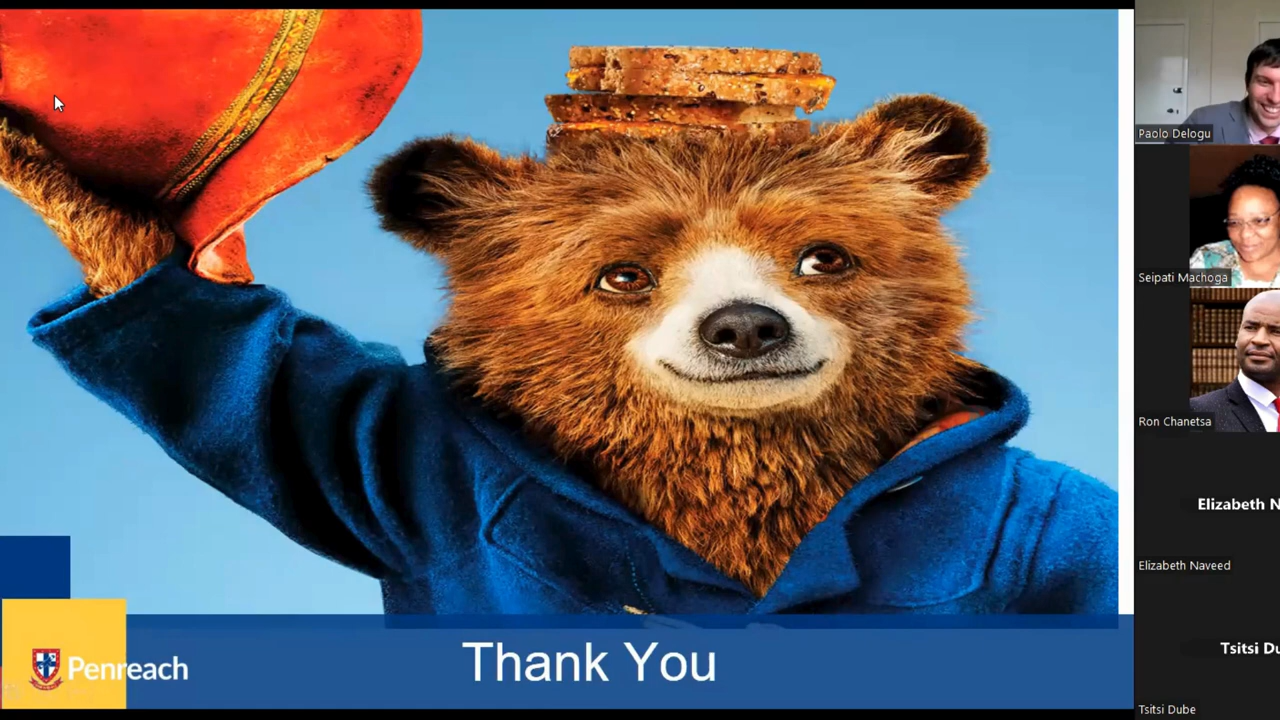 Thank You
Penreach
Paolo Delogu
Seipati Machoga
Ron Chanetsa
Elizabeth N
Elizabeth Naveed
Tsitsi Du
Tsitsi Dube